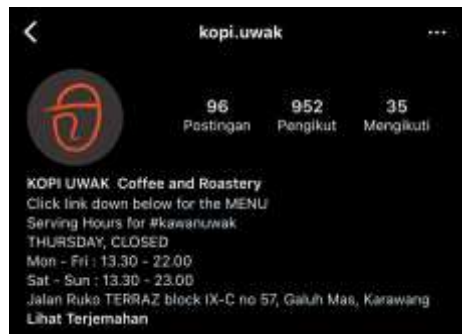 kopi.uwak
96 952 35
Postingan Pengikut Mengikuti
KOPI UWAK Coffee and Roastery
Click link down below for the MENU
Serving Hours for #kawanuwak
THURSDAY, CLOSED
Mon - Fri : 13.30 - 22.00
Sat - Sun : 13.30 - 23.00
Jalan Ruko TERRAZ block IX-C no 57, Galuh Mas, Karawang
Lihat Terjemahan